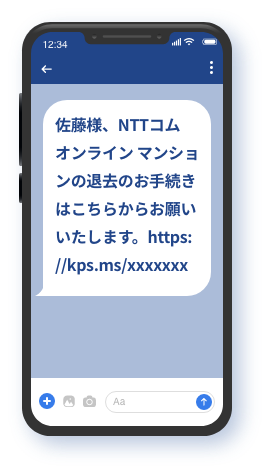 12:34
佐藤様、NTTコム
オンライン マンショ
ンの退去のお手続き
はこちらからお願い
いたします。https:
//kps.ms/xxxxxxx
Aa